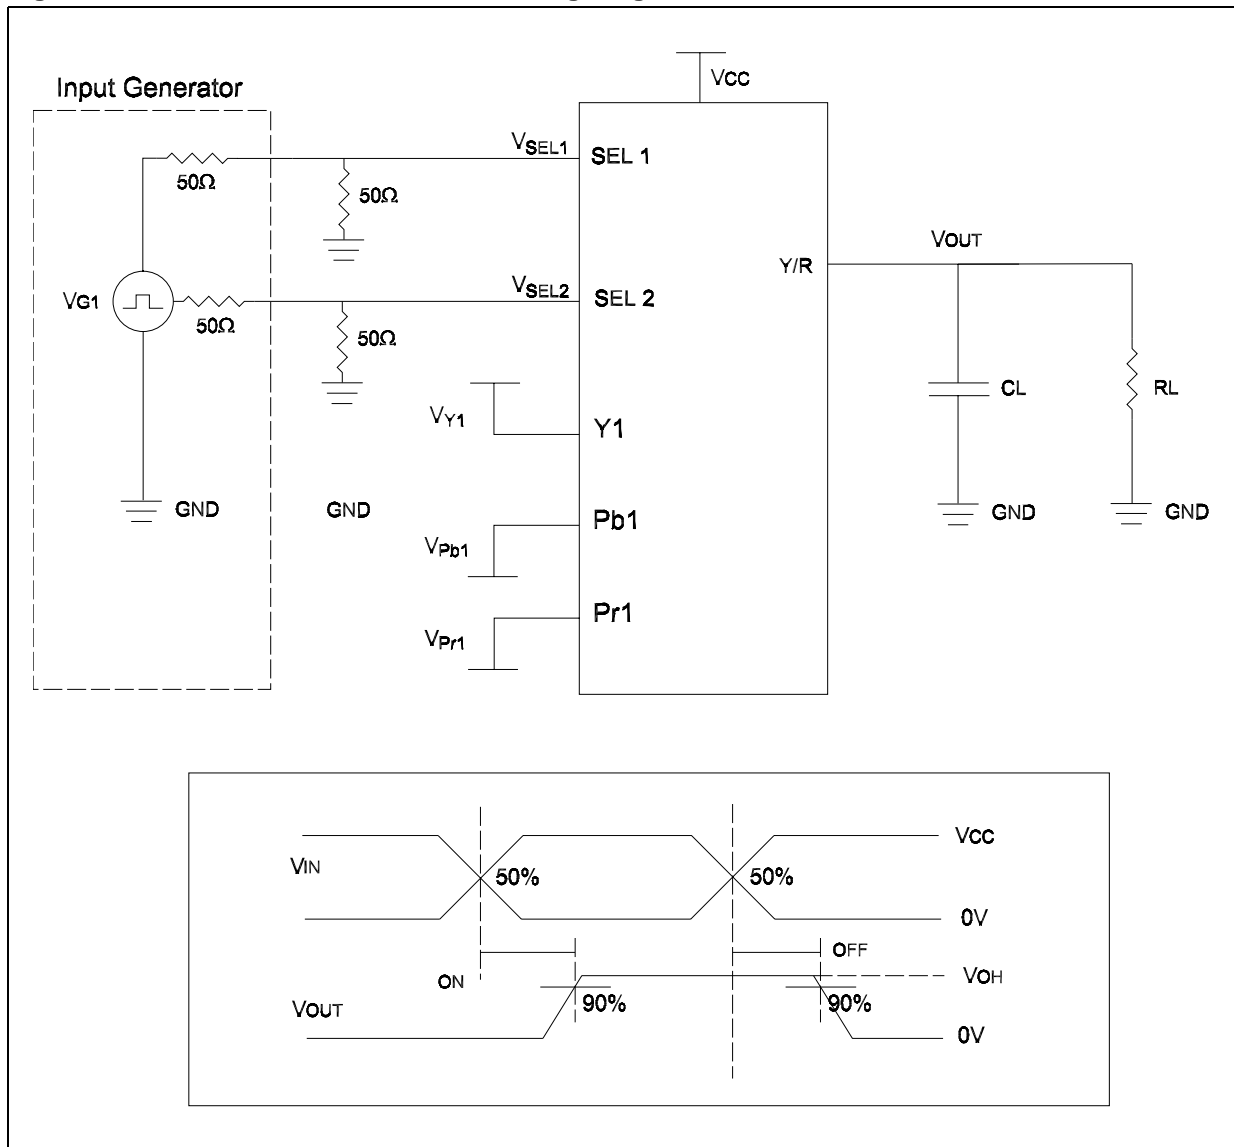 VCC
Input Generator
VSEL1
SEL 1
50Ω
50Ω
VOUT
Y/R
VSEL2
SEL 2
VG1
50Ω
50Ω
CL
RL
VY1
Y1
GND
GND
Pb1
GND
GND
VPb1
Pr1
VPr1
VIN
50%
50%
VCC
0V
ON
OFF
VOH
VOUT
90%
90%
0V